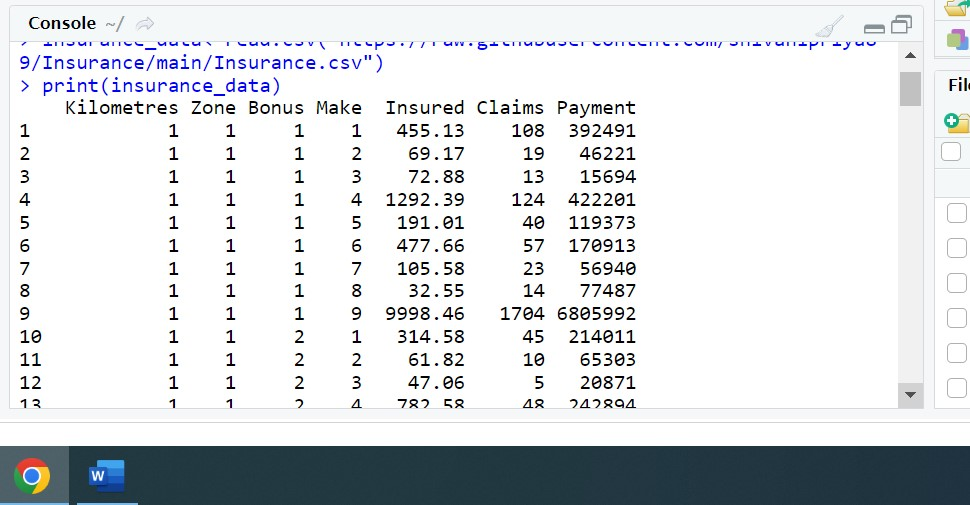 Console ~/
> insurance_data<-read.csv("https://raw.githubusercontent.com/shivanipriya8
9/Insurance/main/Insurance.csv")
> print(insurance_data)
Kilometres Zone Bonus Make Insured Claims Payment
1 1 1 1 1 455.13 108 392491
2 1 1 1 2 69.17 19 46221
3 1 1 1 3 72.88 13 15694
4 1 1 1 4 1292.39 124 422201
5 1 1 1 5 191.01 40 119373
6 1 1 1 6 477.66 57 170913
7 1 1 1 7 105.58 23 56940
8 1 1 1 8 32.55 14 77487
9 1 1 1 9 9998.46 1704 6805992
10 1 1 2 1 314.58 45 214011
11 1 1 2 2 61.82 10 65303
12 1 1 2 3 47.06 5 20871
13 1 1 2 4 782.58 48 242894
File
W